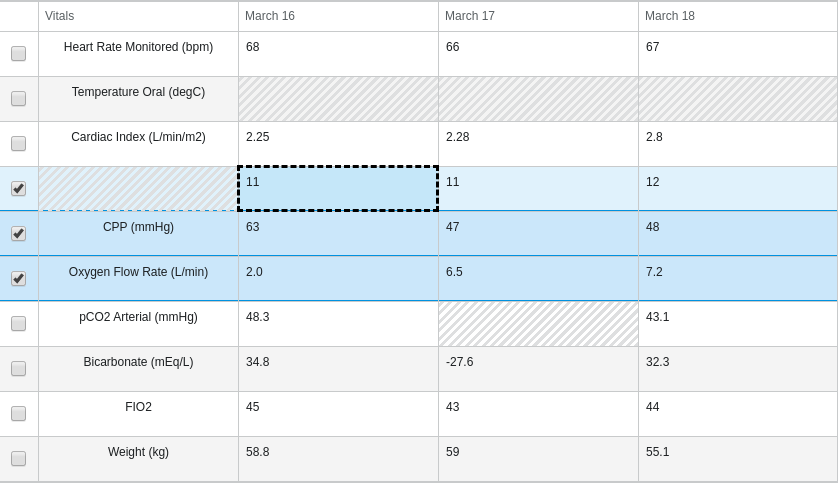 Vitals March 16 March 17 March 18
Heart Rate Monitored (bpm) 68 66 67
Temperature Oral (degC)
Cardiac Index (L/min/m2) 2.25 2.28 2.8
11 11 12
CPP (mmHg) 63 47 48
Oxygen Flow Rate (L/min) 2.0 6.5 7.2
pCO2 Arterial (mmHg) 48.3 43.1
Bicarbonate (mEq/L) 34.8 -27.6 32.3
FIO2 45 43 44
Weight (kg) 58.8 59 55.1